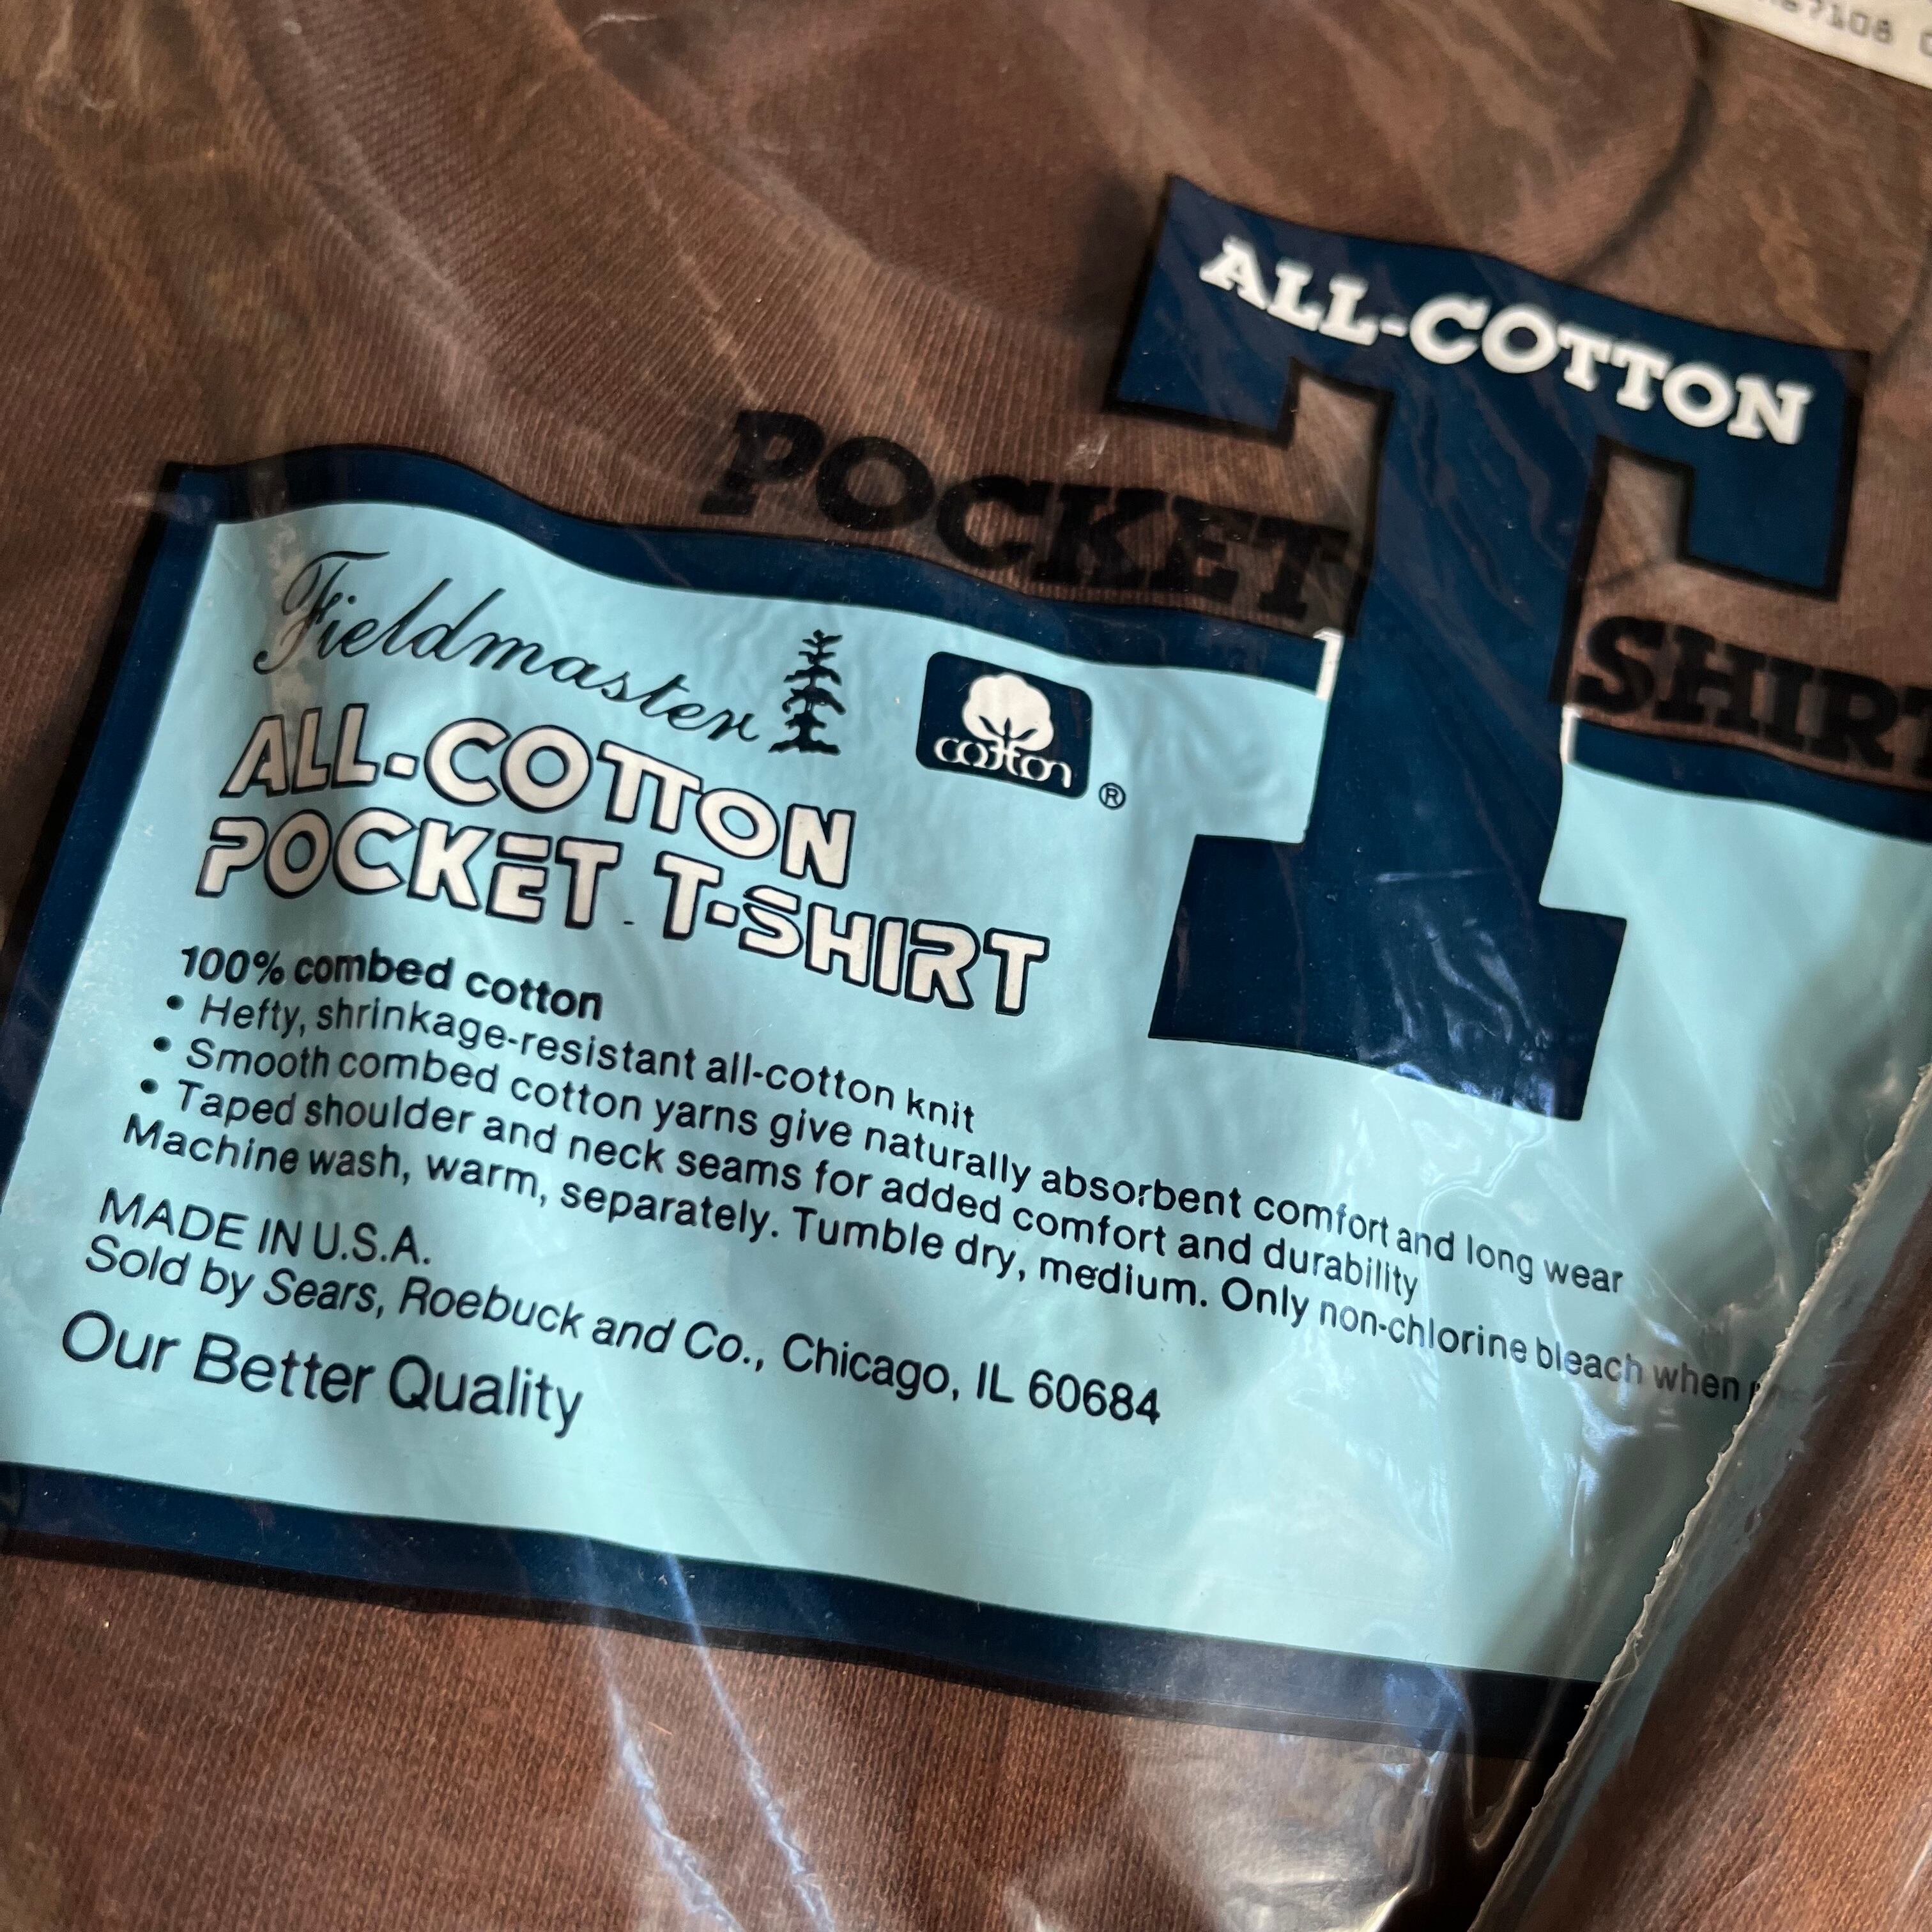 7108
ALL-COTTON
POCKET T SHIRT
Fieldmaster
cotton
®
ALL-COTTON
POCKET T-SHIRT
100% combed cotton
• Hefty, shrinkage-resistant all-cotton knit
• Smooth combed cotton yarns give naturally absorbent comfort and long wear
• Taped shoulder and neck seams for added comfort and durability
Machine wash, warm, separately. Tumble dry, medium. Only non-chlorine bleach when
MADE IN U.S.A.
Sold by Sears, Roebuck and Co., Chicago, IL 60684
Our Better Quality